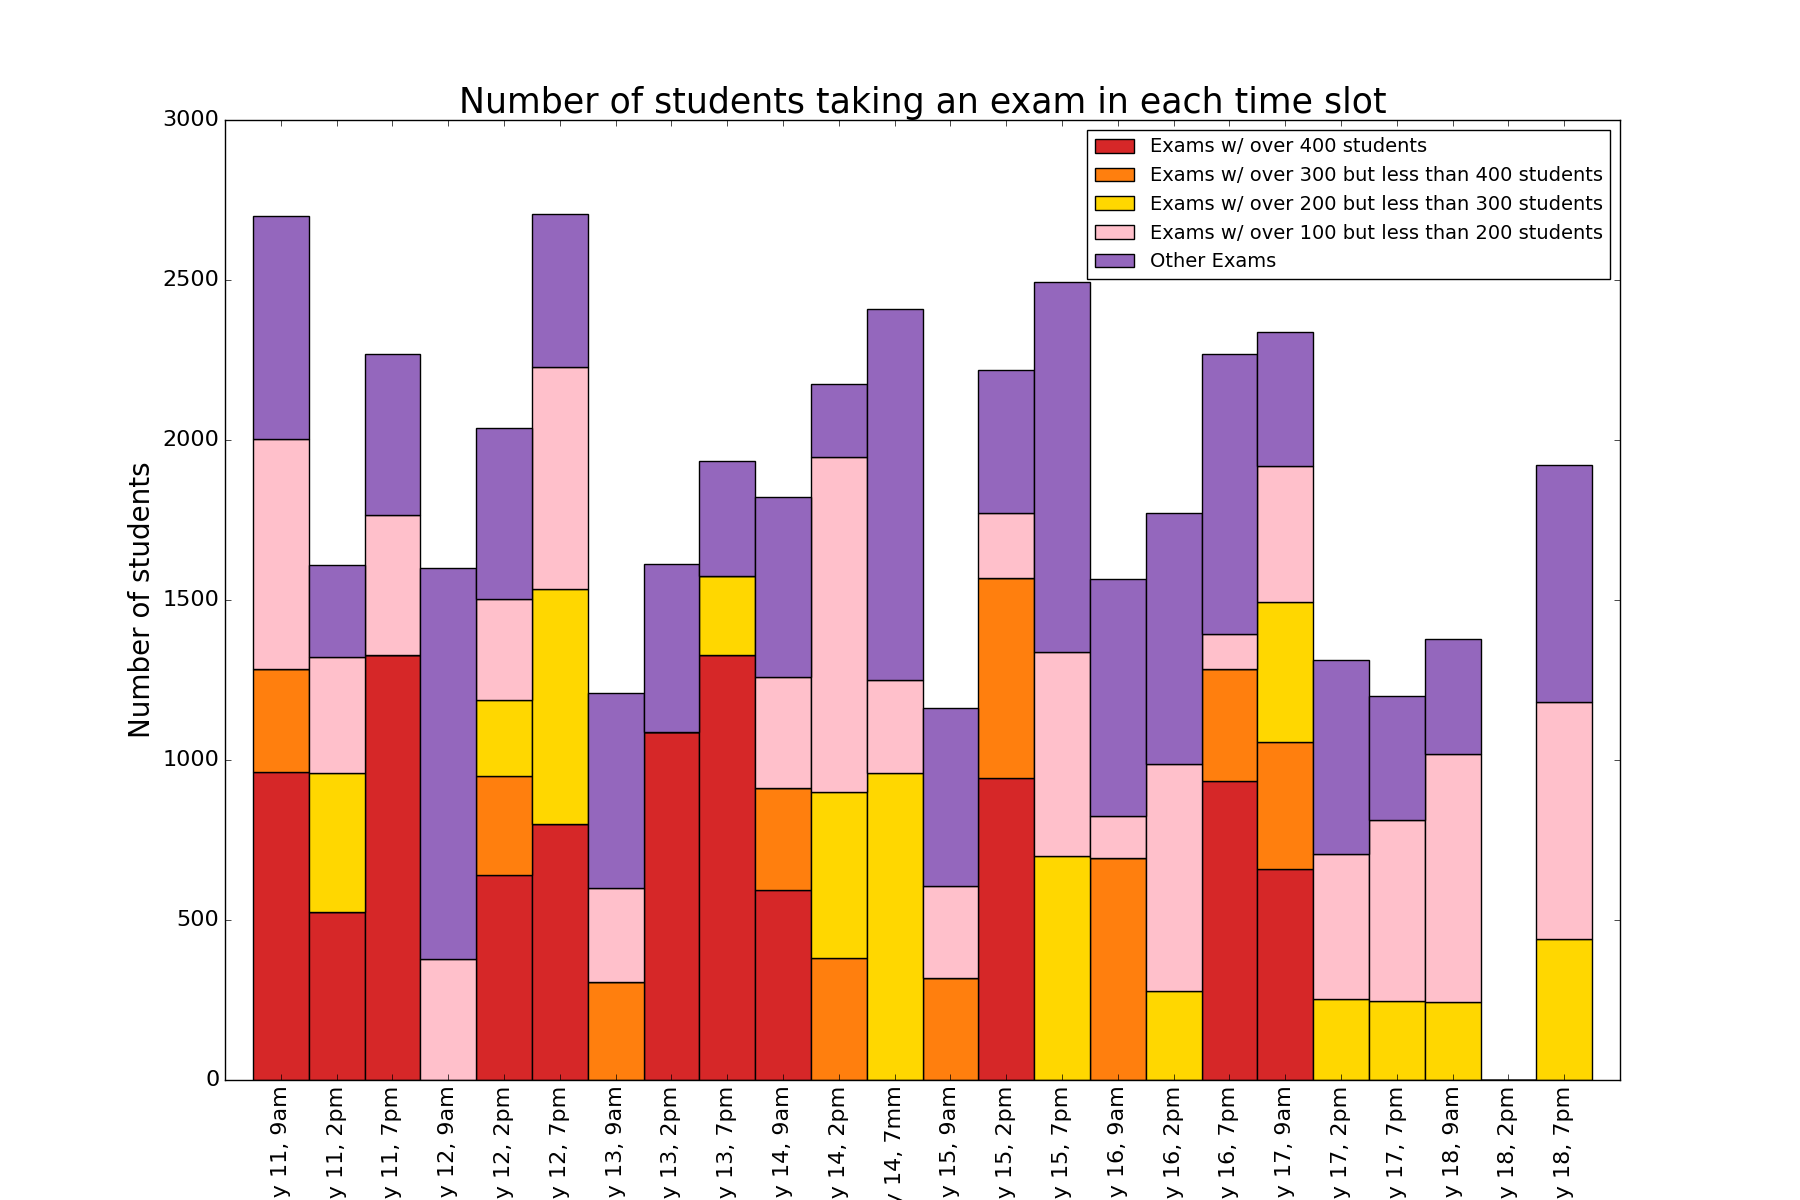 Number of students taking an exam in each time slot
Exams w/ over 400 students
Exams w/ over 300 but less than 400 students
Exams w/ over 200 but less than 300 students
Exams w/ over 100 but less than 200 students
Other Exams
Number of students
3000
2500
2000
1500
1000
500
0
y 11, 9am
y 11, 2pm
y 11, 7pm
y 12, 9am
y 12, 2pm
y 12, 7pm
y 13, 9am
y 13, 2pm
y 13, 7pm
y 14, 9am
y 14, 2pm
y 14, 7mm
y 15, 9am
y 15, 2pm
y 15, 7pm
y 16, 9am
y 16, 2pm
y 16, 7pm
y 17, 9am
y 17, 2pm
y 17, 7pm
y 18, 9am
y 18, 2pm
y 18, 7pm